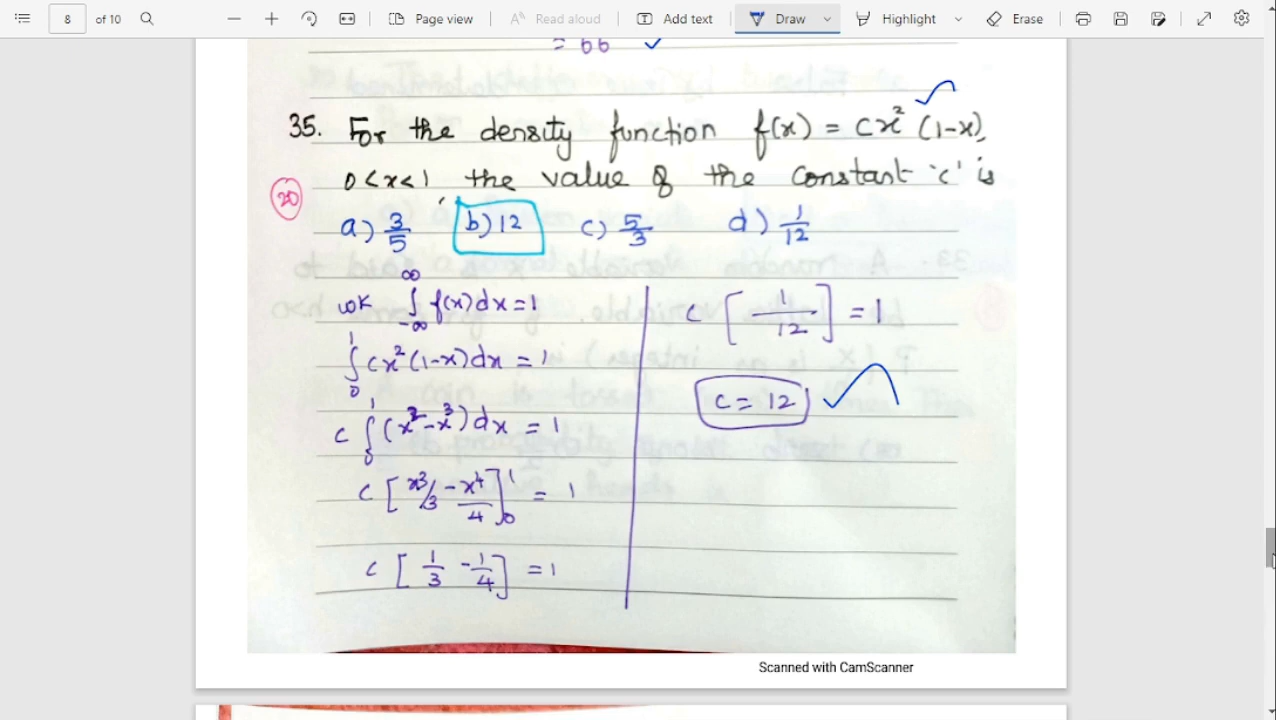 8 of 10 Page view Read aloud Add text Draw Highlight Erase
= 66 ✓
35. For the density function f(x) = cx² (1-x),
0<x<1 the value of the constant 'c' is
20
a) 3/5 b) 12 c) 5/3 d) 1/12
WK ∫_{-∞}^{∞} f(x)dx = 1
∫_0^1 cx²(1-x)dx = 1
c ∫_0^1 (x²-x³)dx = 1
c [x³/3 - x⁴/4]_0^1 = 1
c [1/3 - 1/4] = 1
c [1/12] = 1
c = 12
Scanned with CamScanner